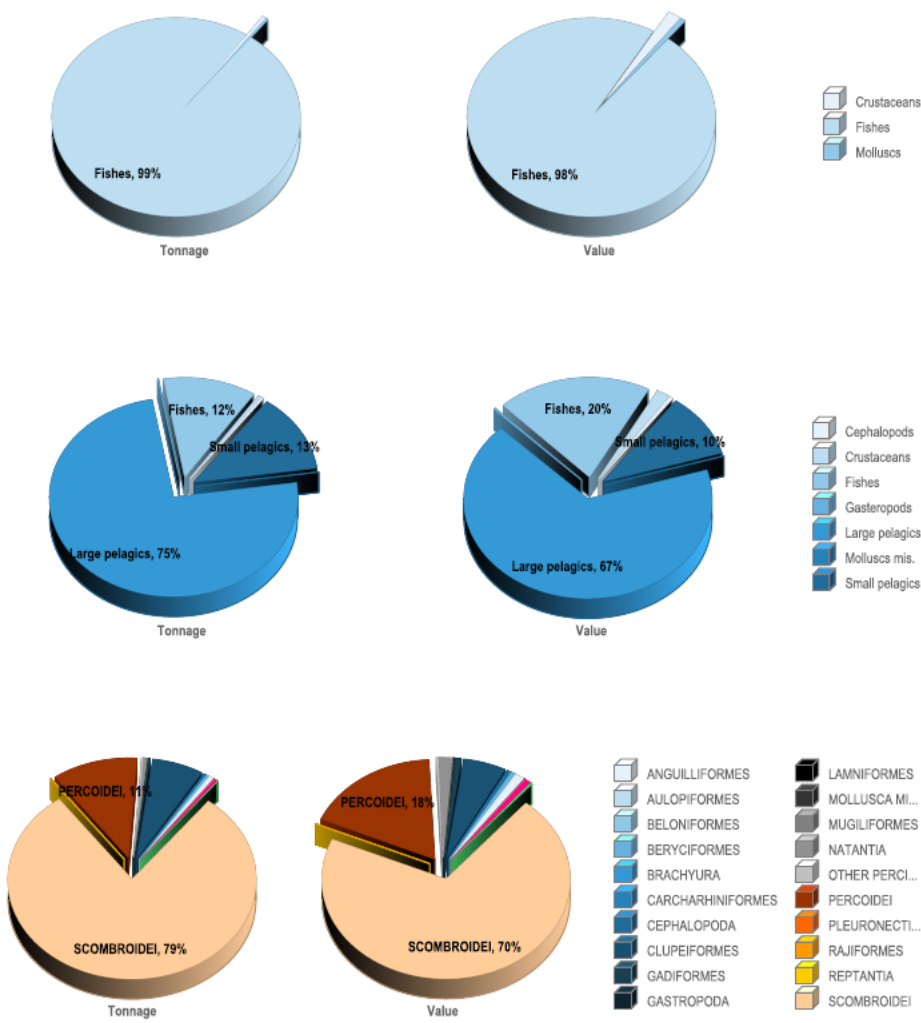 Fishes, 99%
Tonnage
Fishes, 98%
Value
Crustaceans
Fishes
Molluscs
Fishes, 12%
Small pelagics, 13%
Large pelagics, 75%
Tonnage
Fishes, 20%
Small pelagics, 10%
Large pelagics, 67%
Value
Cephalopods
Crustaceans
Fishes
Gasteropods
Large pelagics
Molluscs mis.
Small pelagics
PERCOIDEI, 11%
SCOMBROIDEI, 79%
Tonnage
PERCOIDEI, 18%
SCOMBROIDEI, 70%
Value
ANGUILLIFORMES
AULOPIFORMES
BELONIFORMES
BERYCIFORMES
BRACHYURA
CARCHARHINIFORMES
CEPHALOPODA
CLUPEIFORMES
GADIFORMES
GASTROPODA
LAMNIFORMES
MOLLUSCA MI...
MUGILIFORMES
NATANTIA
OTHER PERCI...
PERCOIDEI
PLEURONECTI...
RAJIFORMES
REPTANTIA
SCOMBROIDEI